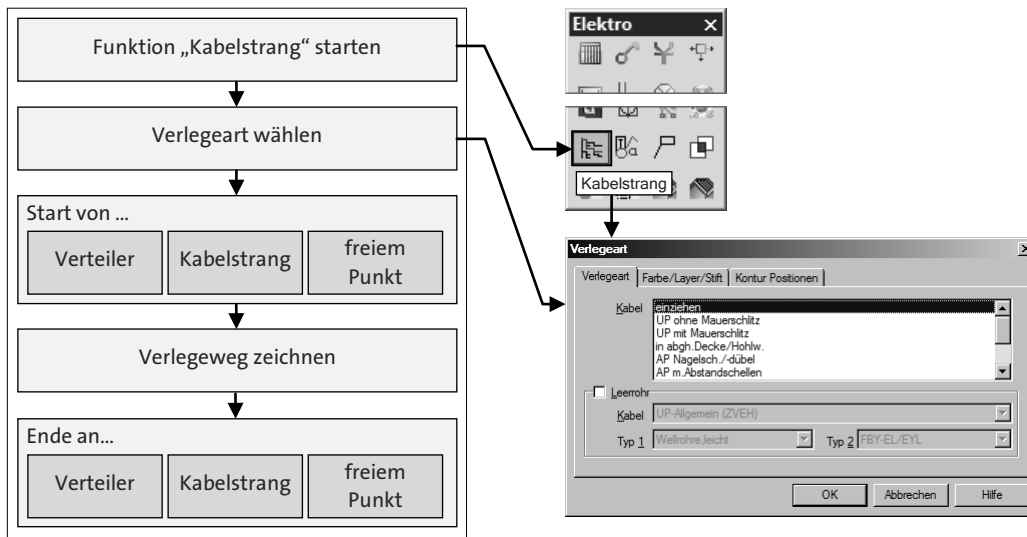 Funktion „Kabelstrang“ starten
Verlegeart wählen
Start von ...
Verteiler
Kabelstrang
freiem
Punkt
Verlegeweg zeichnen
Ende an...
Verteiler
Kabelstrang
freiem
Punkt
Elektro
Kabelstrang
Verlegeart
Verlegeart
Farbe/Layer/Stift
Kontur Positionen
Kabel
einziehen
UP ohne Mauerschlitz
UP mit Mauerschlitz
in abgh.Decke/Hohlw.
AP Nagelsch./-dübel
AP m.Abstandschellen
Leerrohr
Kabel
UP-Allgemein (ZVEH)
Typ 1
Wellrohre,leicht
Typ 2
FBY-EL/EYL
OK
Abbrechen
Hilfe